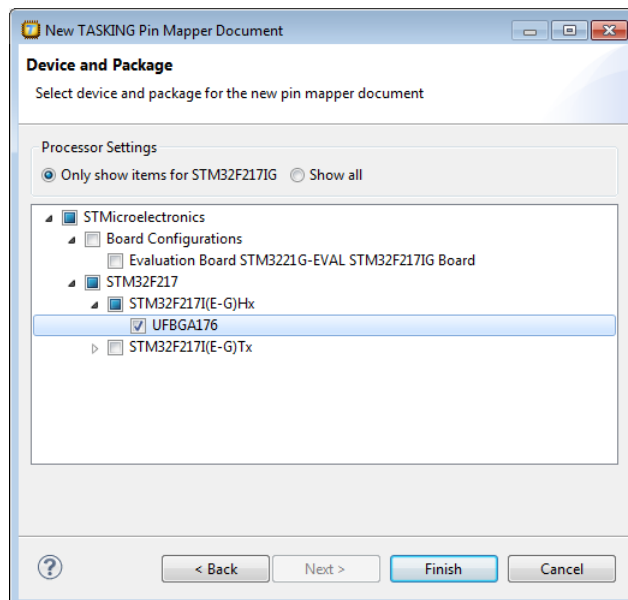 New TASKING Pin Mapper Document
Device and Package
Select device and package for the new pin mapper document
Processor Settings
Only show items for STM32F217IG Show all
STMicroelectronics
Board Configurations
Evaluation Board STM3221G-EVAL STM32F217IG Board
STM32F217
STM32F217I(E-G)Hx
UFBGA176
STM32F217I(E-G)Tx
? < Back Next > Finish Cancel